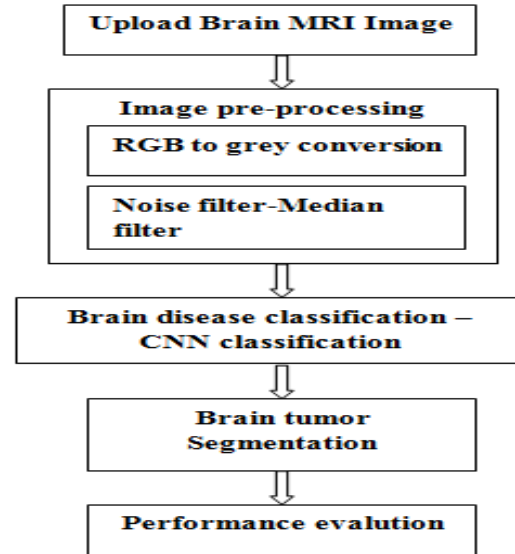 Upload Brain MRI Image
Image pre-processing
RGB to grey conversion
Noise filter-Median
filter
Brain disease classification –
CNN classification
Brain tumor
Segmentation
Performance evalution